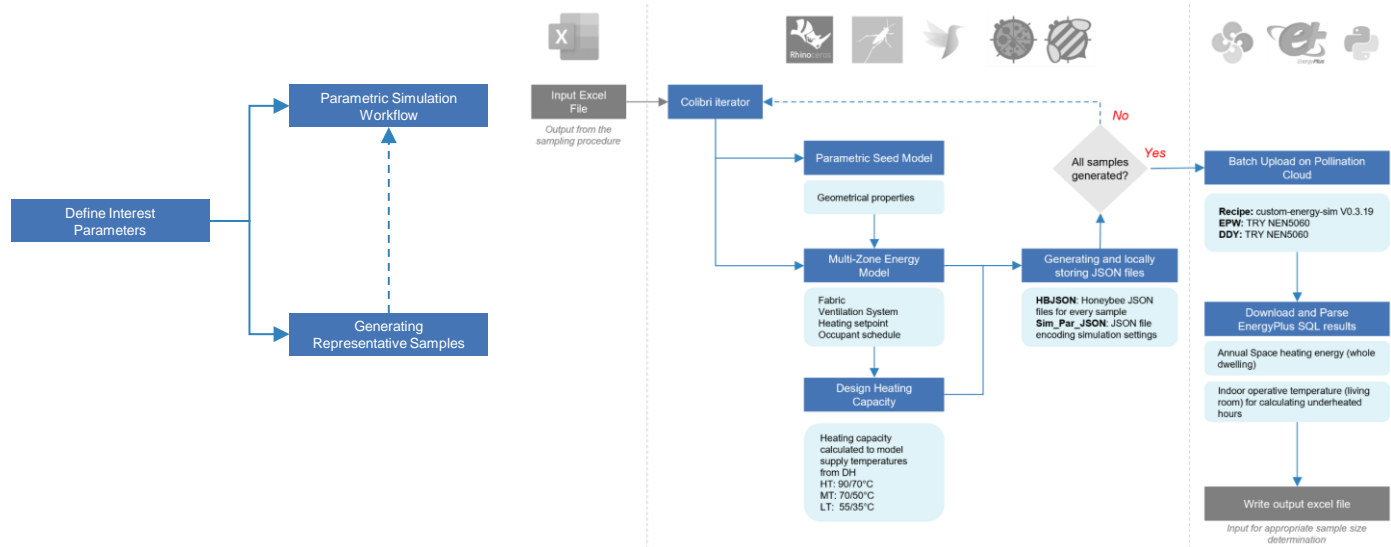 Define Interest
Parameters
Parametric Simulation
Workflow
Generating
Representative Samples
X
Input Excel
File
Output from the
sampling procedure
Rhinoceros
Colibri iterator
Parametric Seed Model
Geometrical properties
Multi-Zone Energy
Model
Fabric
Ventilation System
Heating setpoint
Occupant schedule
Design Heating
Capacity
Heating capacity
calculated to model
supply temperatures
from DH
HT: 90/70°C
MT: 70/50°C
LT: 55/35°C
Generating and locally
storing JSON files
HBJSON: Honeybee JSON
files for every sample
Sim_Par_JSON: JSON file
encoding simulation settings
All samples
generated?
No
Yes
EnergyPlus
Batch Upload on Pollination
Cloud
Recipe: custom-energy-sim V0.3.19
EPW: TRY NEN5060
DDY: TRY NEN5060
Download and Parse
EnergyPlus SQL results
Annual Space heating energy (whole
dwelling)
Indoor operative temperature (living
room) for calculating underheated
hours
Write output excel file
Input for appropriate sample size
determination